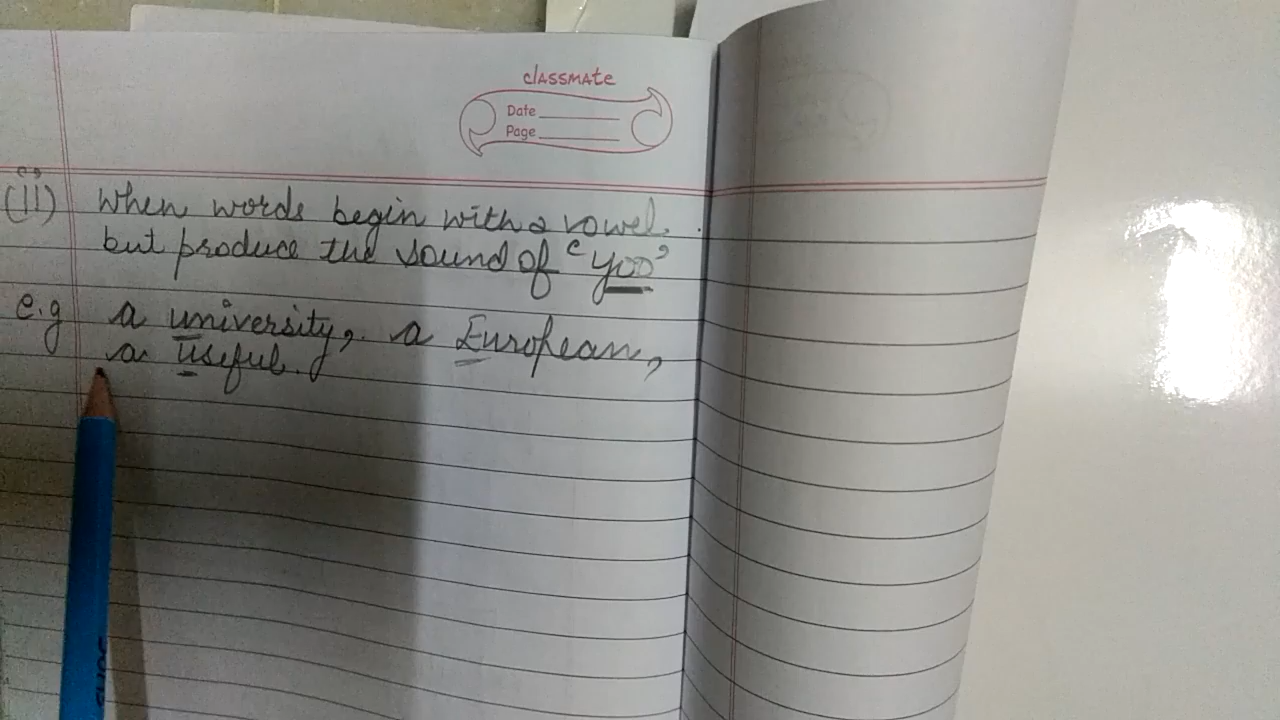 classmate
Date
Page
(ii) When words begin with a vowel
but produce the sound of 'yoo'
e.g a university, a European,
a useful.